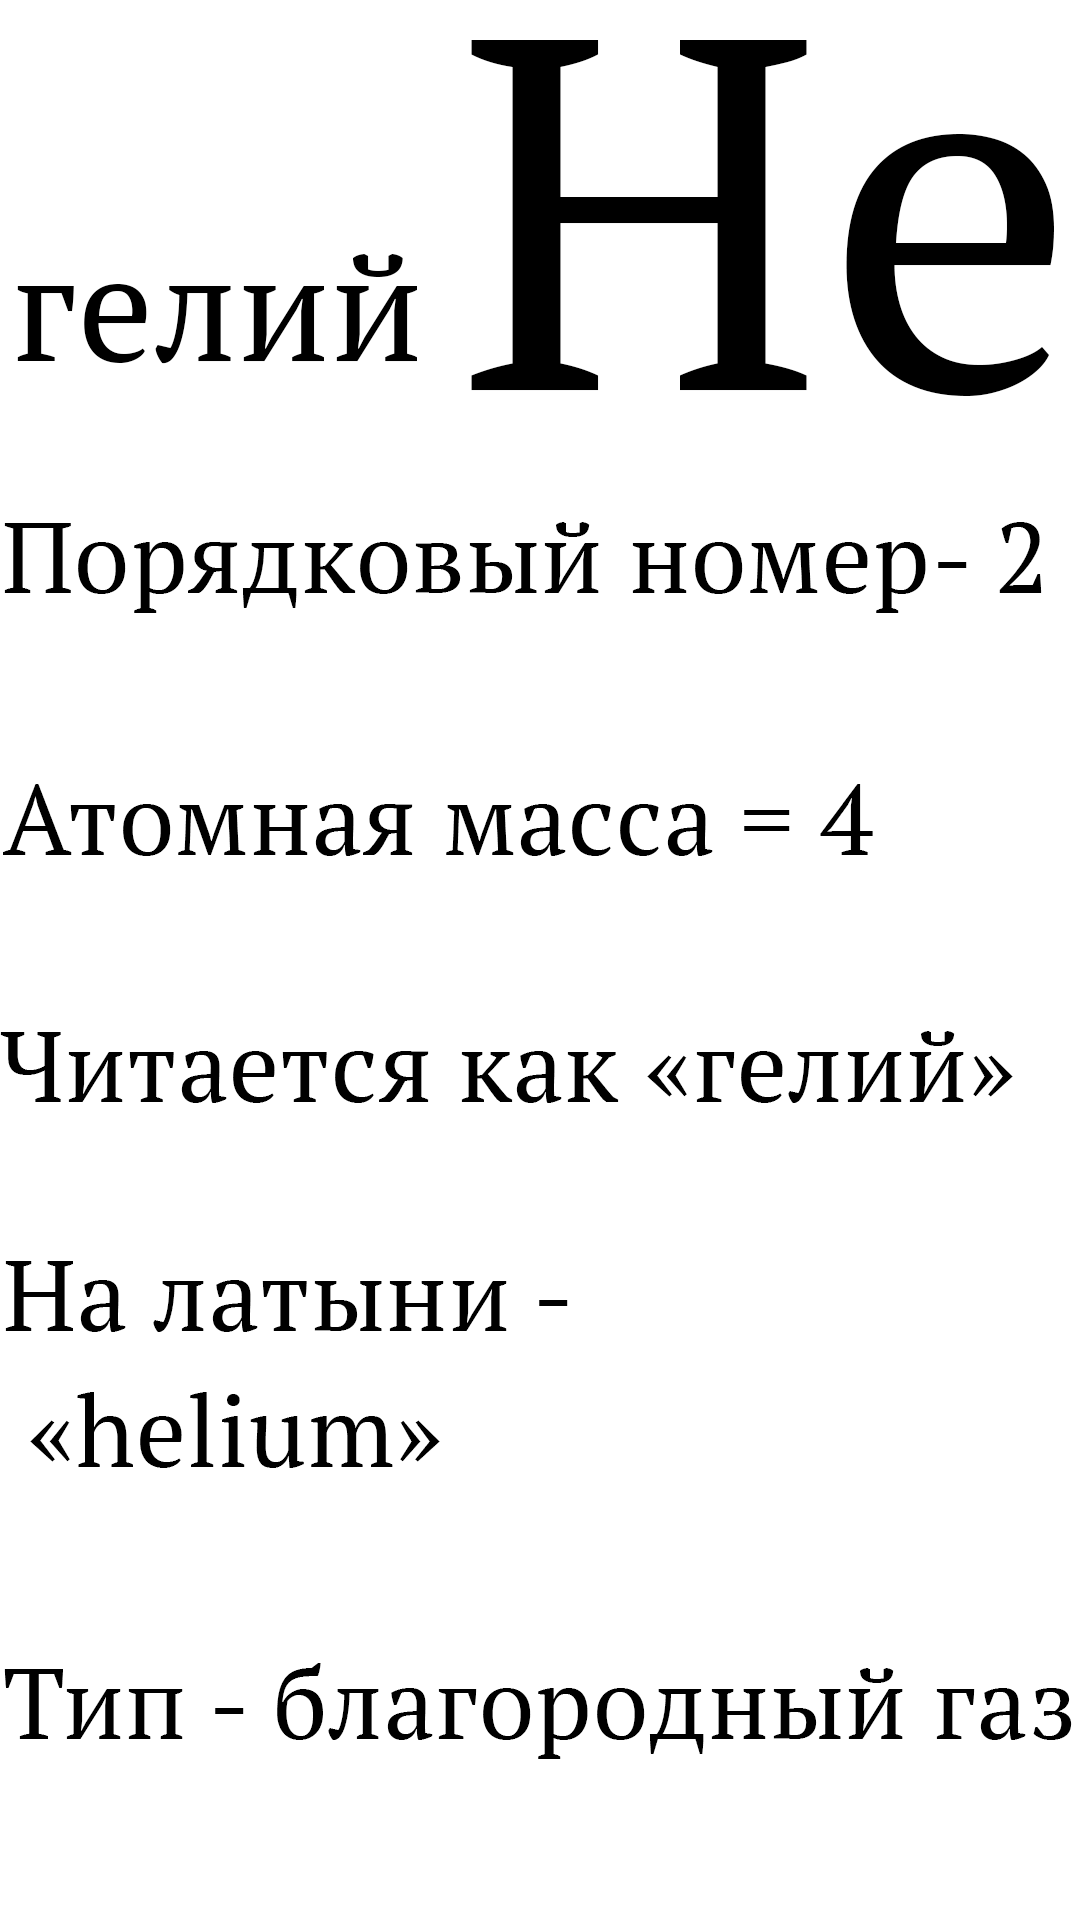 гелий He
Порядковый номер- 2
Атомная масса = 4
Читается как «гелий»
На латыни -
«helium»
Тип - благородный газ